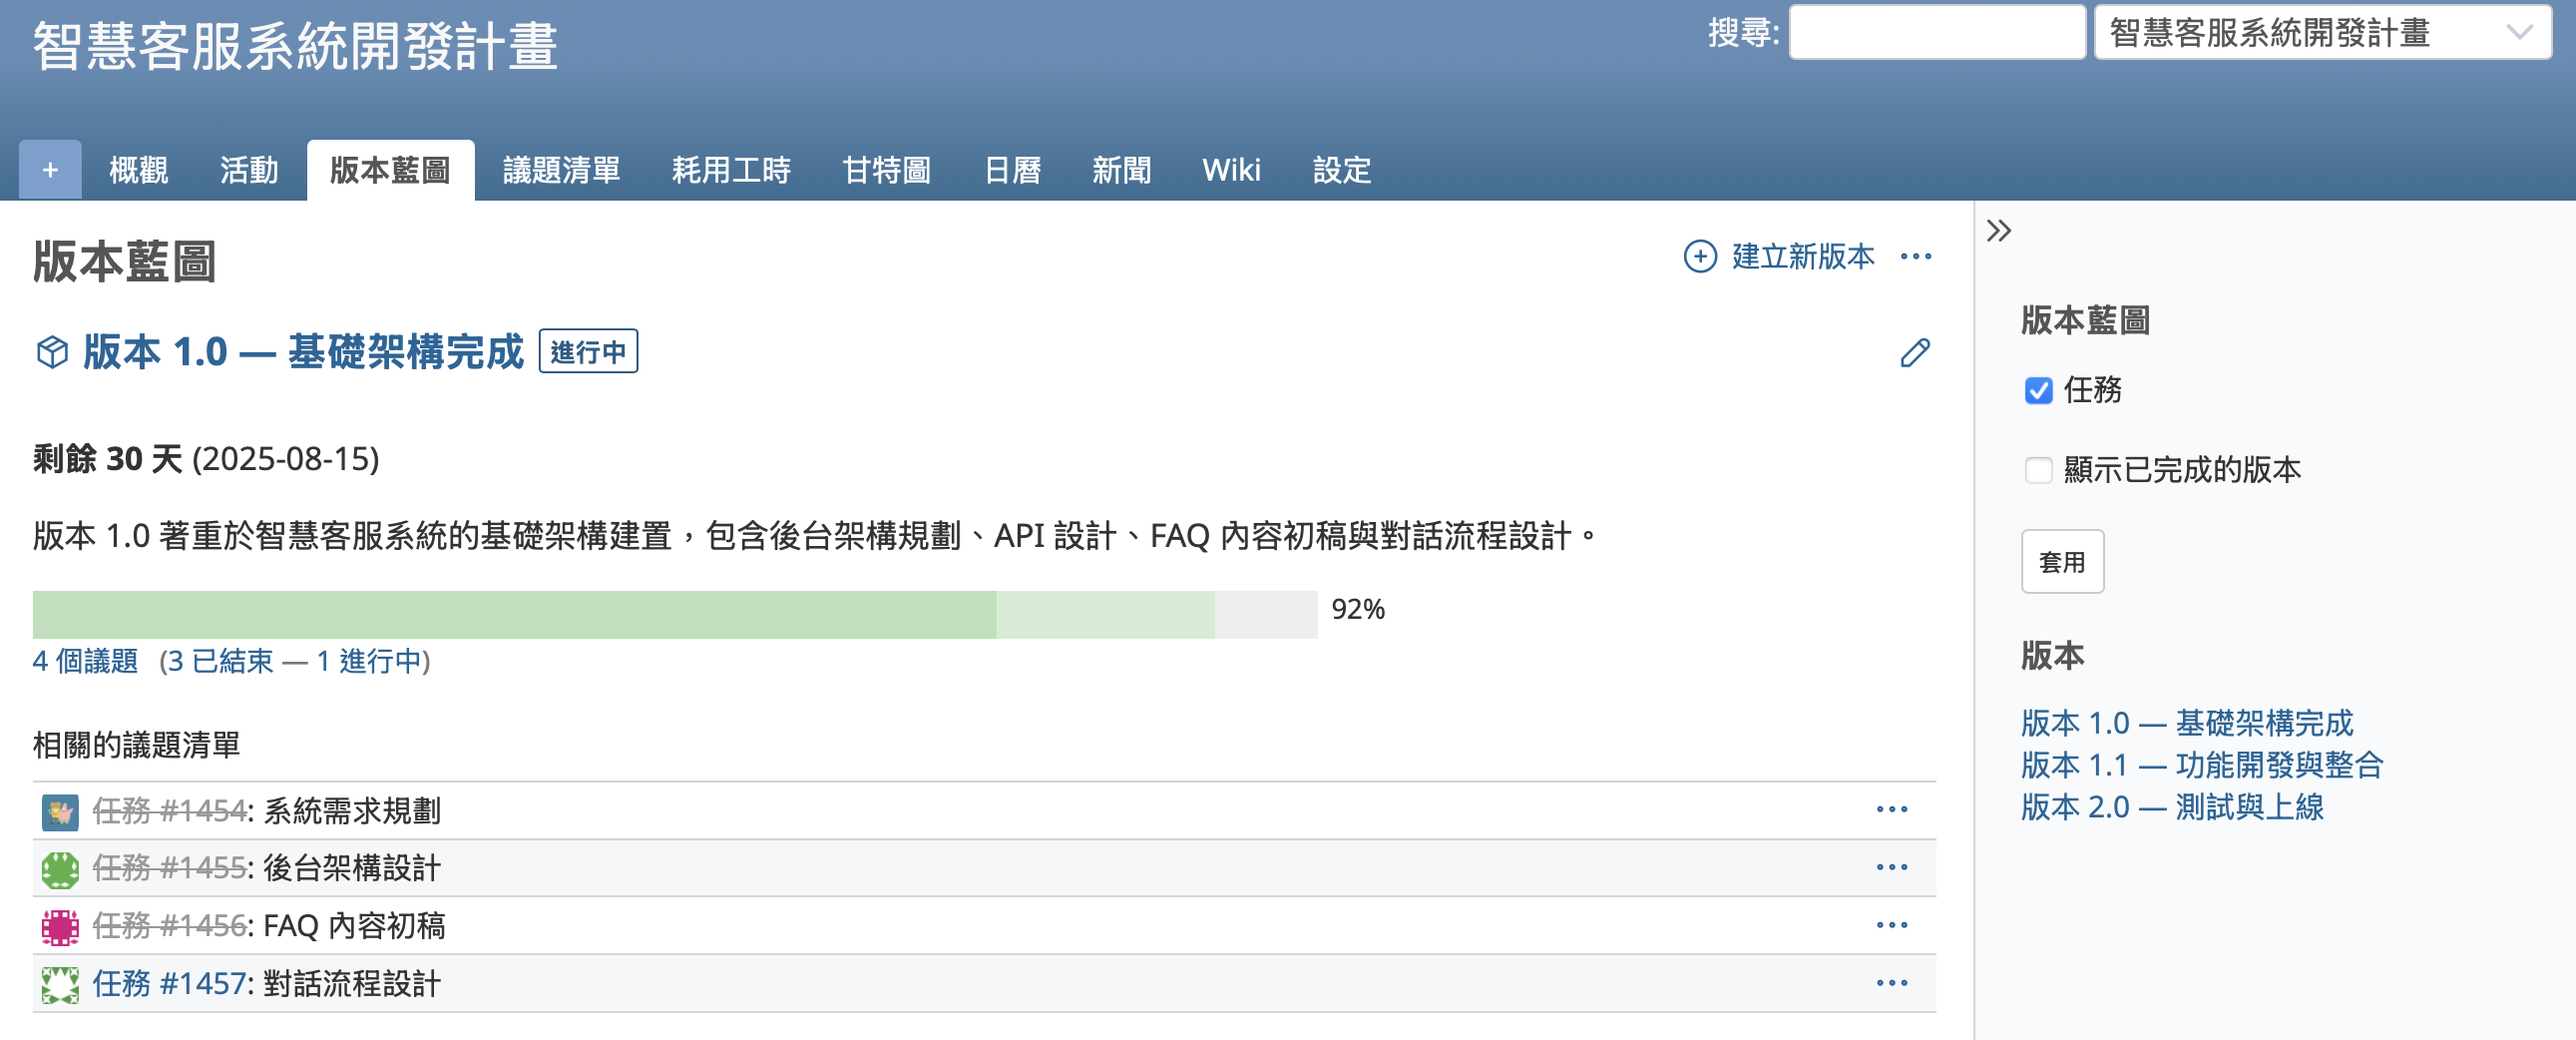 智慧客服系統開發計畫
搜尋:
智慧客服系統開發計畫
+ 概觀 活動 版本藍圖 議題清單 耗用工時 甘特圖 日曆 新聞 Wiki 設定
版本藍圖
建立新版本
版本 1.0 — 基礎架構完成 進行中
剩餘 30 天 (2025-08-15)
版本 1.0 著重於智慧客服系統的基礎架構建置，包含後台架構規劃、API 設計、FAQ 內容初稿與對話流程設計。
92%
4 個議題 (3 已結束 — 1 進行中)
相關的議題清單
任務 #1454: 系統需求規劃
任務 #1455: 後台架構設計
任務 #1456: FAQ 內容初稿
任務 #1457: 對話流程設計
版本藍圖
任務
顯示已完成的版本
套用
版本
版本 1.0 — 基礎架構完成
版本 1.1 — 功能開發與整合
版本 2.0 — 測試與上線